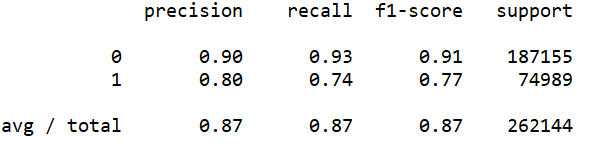 precision recall f1-score support
0 0.90 0.93 0.91 187155
1 0.80 0.74 0.77 74989
avg / total 0.87 0.87 0.87 262144